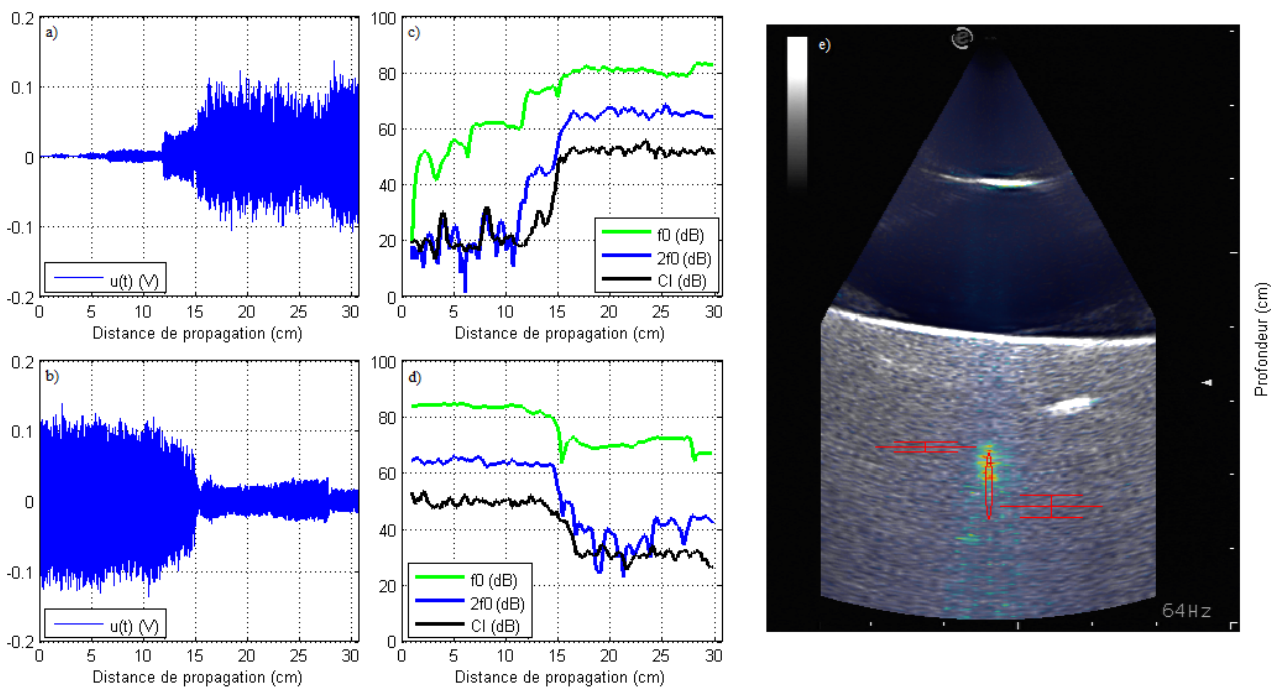 0.2
0.1
0
-0.1
-0.2
a)
u(t) (V)
0 5 10 15 20 25 30
Distance de propagation (cm)
100
80
60
40
20
0
c)
f0 (dB)
2f0 (dB)
CI (dB)
0 5 10 15 20 25 30
Distance de propagation (cm)
0.2
0.1
0
-0.1
-0.2
b)
u(t) (V)
0 5 10 15 20 25 30
Distance de propagation (cm)
100
80
60
40
20
0
d)
f0 (dB)
2f0 (dB)
CI (dB)
0 5 10 15 20 25 30
Distance de propagation (cm)
e)
64Hz
Profondeur (cm)